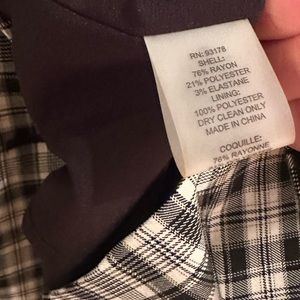 RN: 93178
SHELL:
76% RAYON
21% POLYESTER
3% ELASTANE
LINING:
100% POLYESTER
DRY CLEAN ONLY
MADE IN CHINA
COQUILLE:
76% RAYONNE